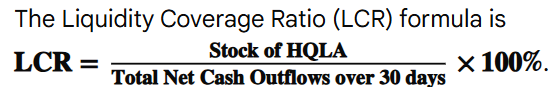 The Liquidity Coverage Ratio (LCR) formula is
LCR = Stock of HQLA / Total Net Cash Outflows over 30 days × 100%.